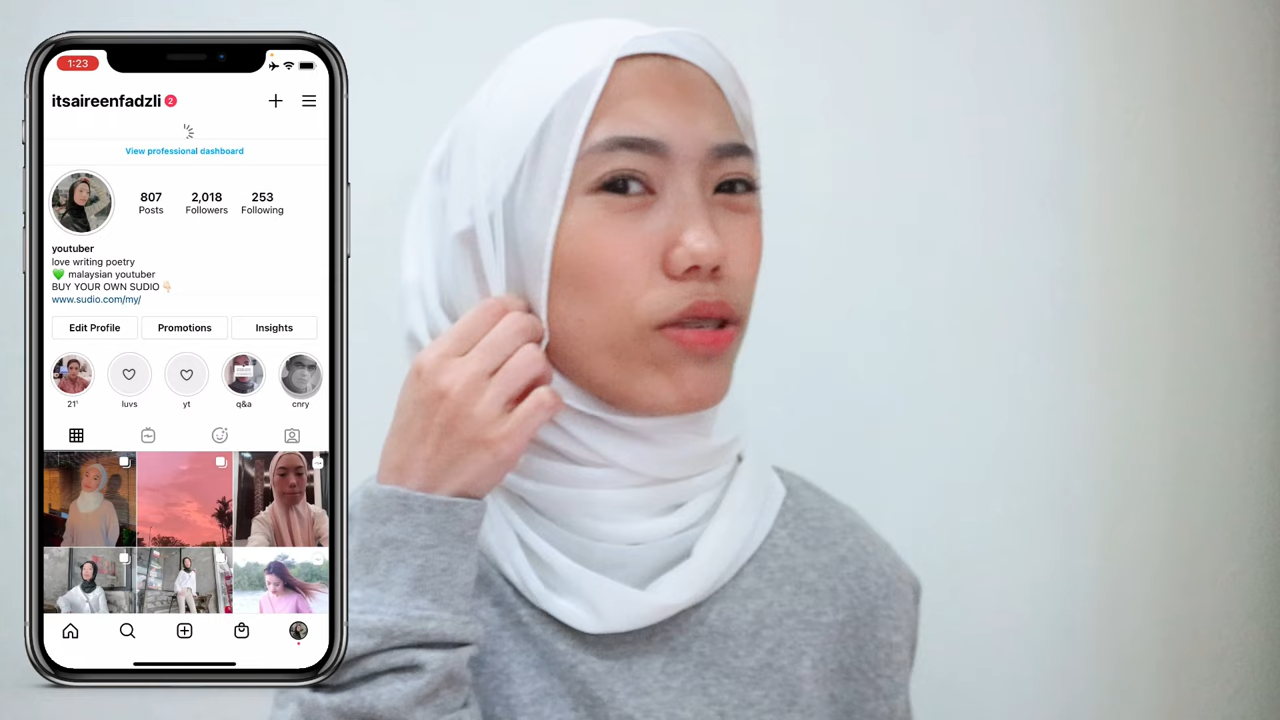 1:23
itsaireenfadzli 2
View professional dashboard
807 2,018 253
Posts Followers Following
youtuber
love writing poetry
💚 malaysian youtuber
BUY YOUR OWN SUDIO 👇🏻
www.sudio.com/my/
Edit Profile Promotions Insights
21' luvs yt q&a cnry